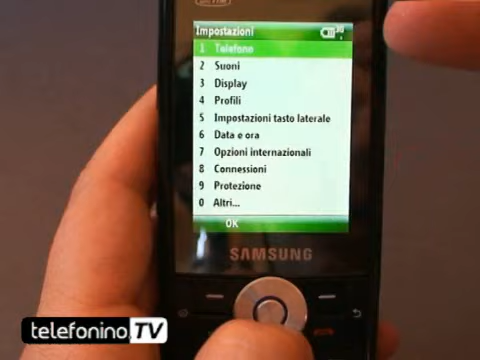 Impostazioni
1 Telefono
2 Suoni
3 Display
4 Profili
5 Impostazioni tasto laterale
6 Data e ora
7 Opzioni internazionali
8 Connessioni
9 Protezione
0 Altri...
OK
SAMSUNG
telefonino.TV